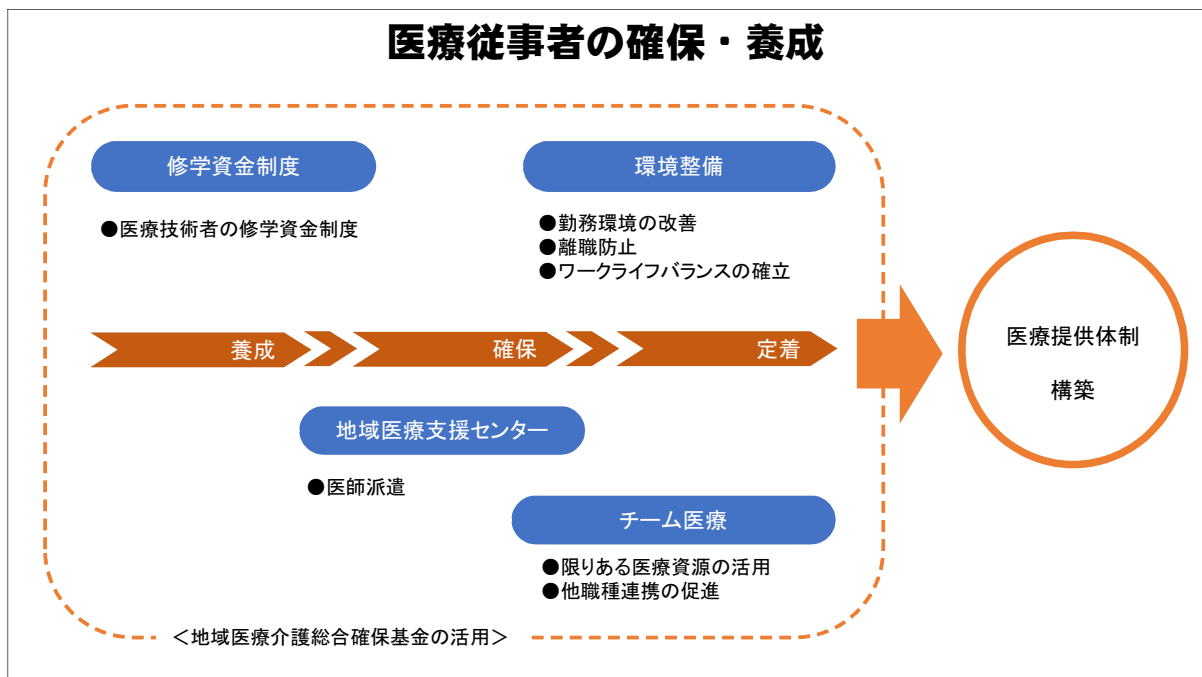 医療従事者の確保・養成
修学資金制度
●医療技術者の修学資金制度
環境整備
●勤務環境の改善
●離職防止
●ワークライフバランスの確立
養成
確保
定着
医療提供体制
構築
地域医療支援センター
●医師派遣
チーム医療
●限りある医療資源の活用
●他職種連携の促進
＜地域医療介護総合確保基金の活用＞